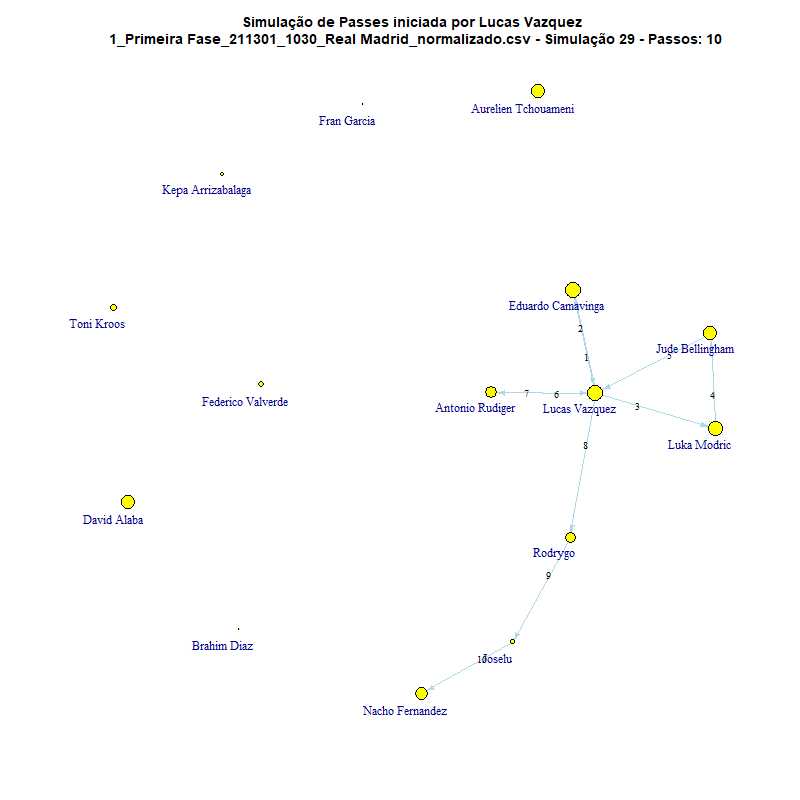 Simulação de Passes iniciada por Lucas Vazquez
1_Primeira Fase_211301_1030_Real Madrid_normalizado.csv - Simulação 29 - Passos: 10
Aurelien Tchouameni
Fran Garcia
Kepa Arrizabalaga
Eduardo Camavinga
Toni Kroos
2
Jude Bellingham
1
5
Federico Valverde
7
6
4
Antonio Rudiger
Lucas Vazquez
3
Luka Modric
8
David Alaba
Rodrygo
9
Brahim Diaz
10
Joselu
Nacho Fernandez